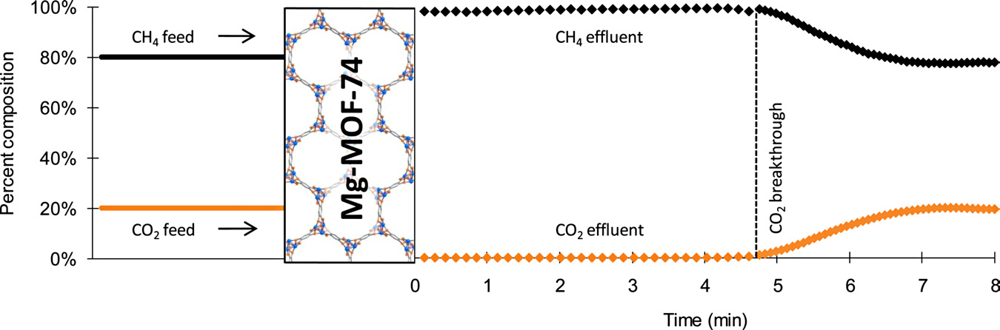 Percent composition
100%
80%
60%
40%
20%
0%
CH₄ feed
CO₂ feed
Mg-MOF-74
CH₄ effluent
CO₂ effluent
CO₂ breakthrough
0 1 2 3 4 5 6 7 8
Time (min)